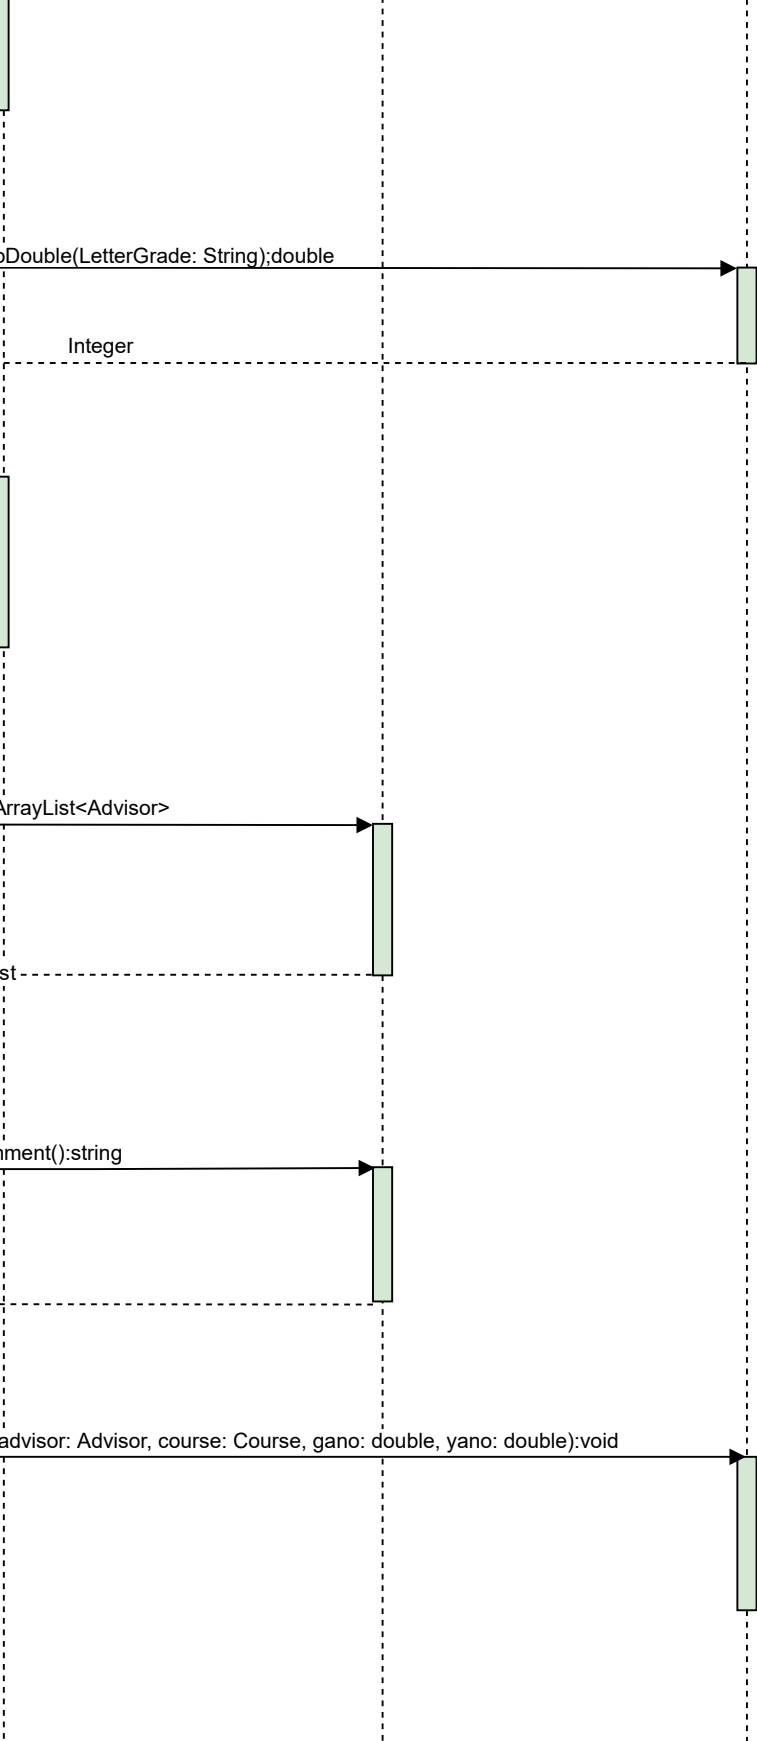 oDouble(LetterGrade: String);double
Integer
ArrayList<Advisor>
st
nment():string
advisor: Advisor, course: Course, gano: double, yano: double):void